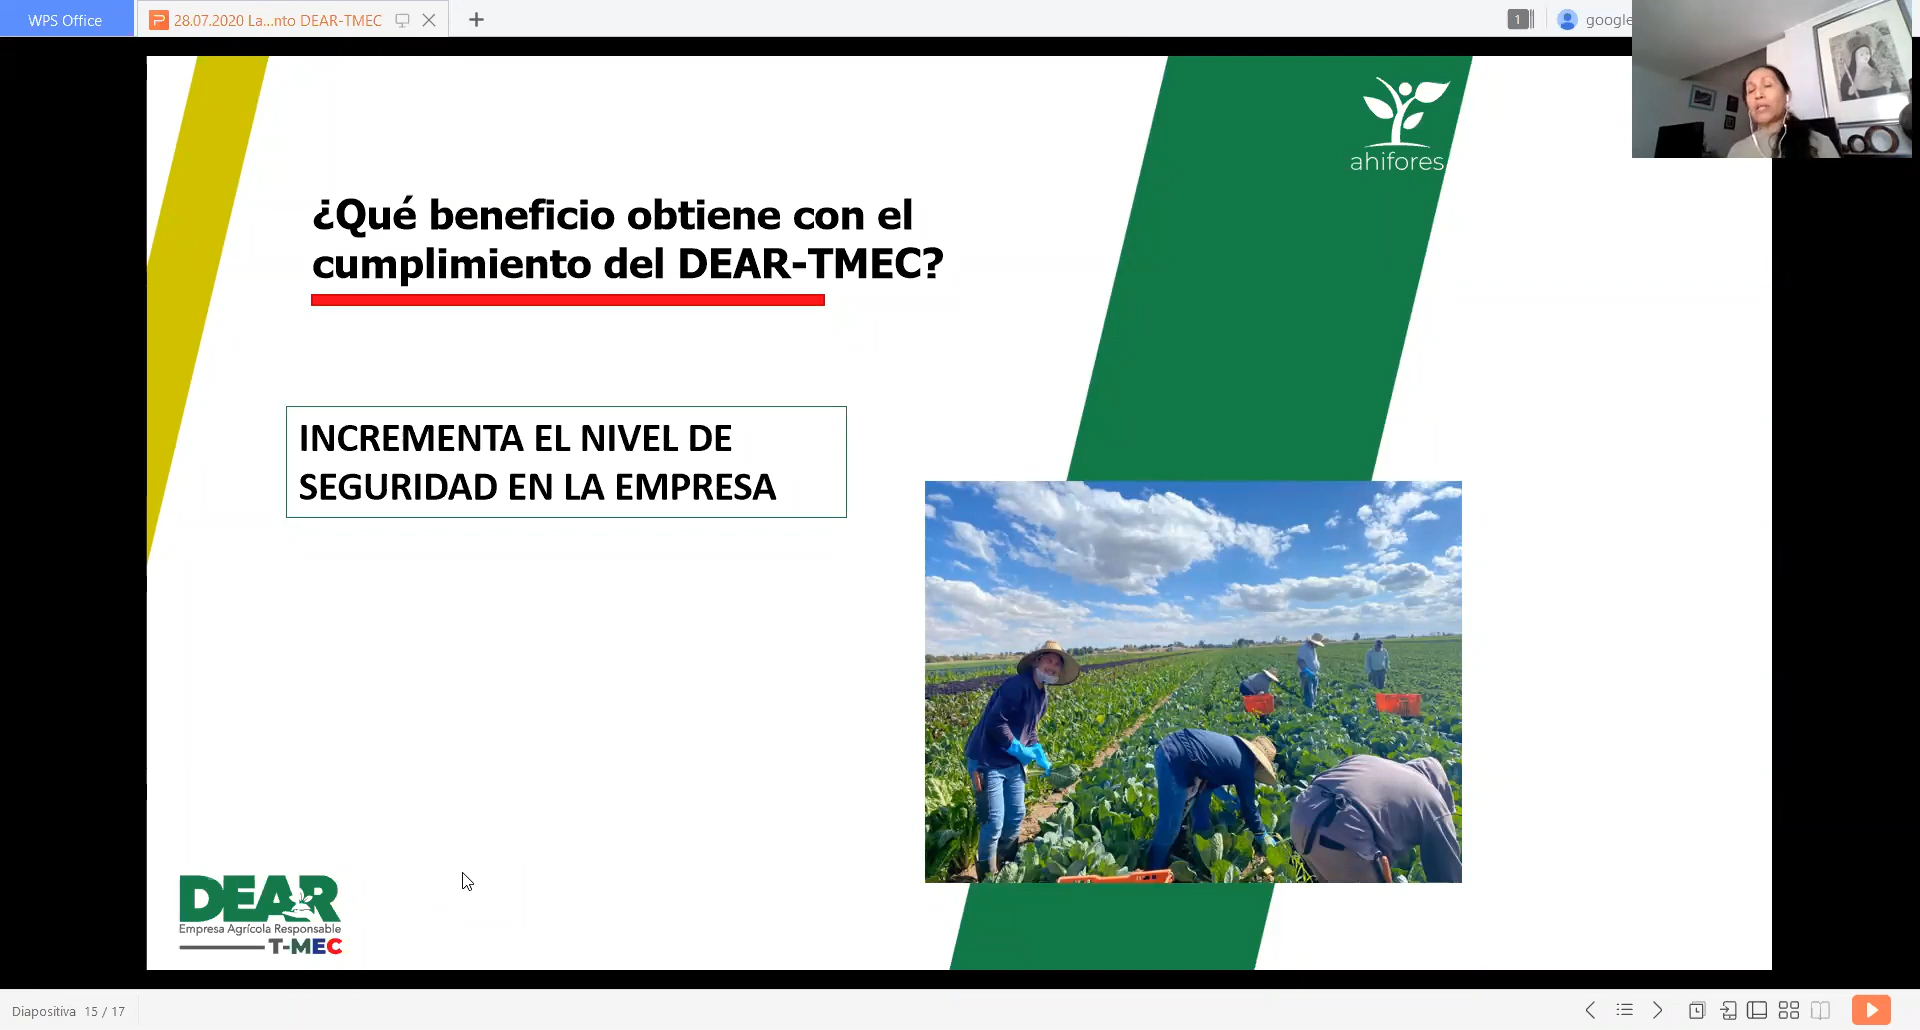 WPS Office
28.07.2020 La...nto DEAR-TMEC
1
google
ahifores
¿Qué beneficio obtiene con el
cumplimiento del DEAR-TMEC?
INCREMENTA EL NIVEL DE
SEGURIDAD EN LA EMPRESA
DEAR
Empresa Agrícola Responsable
T-MEC
Diapositiva 15 / 17